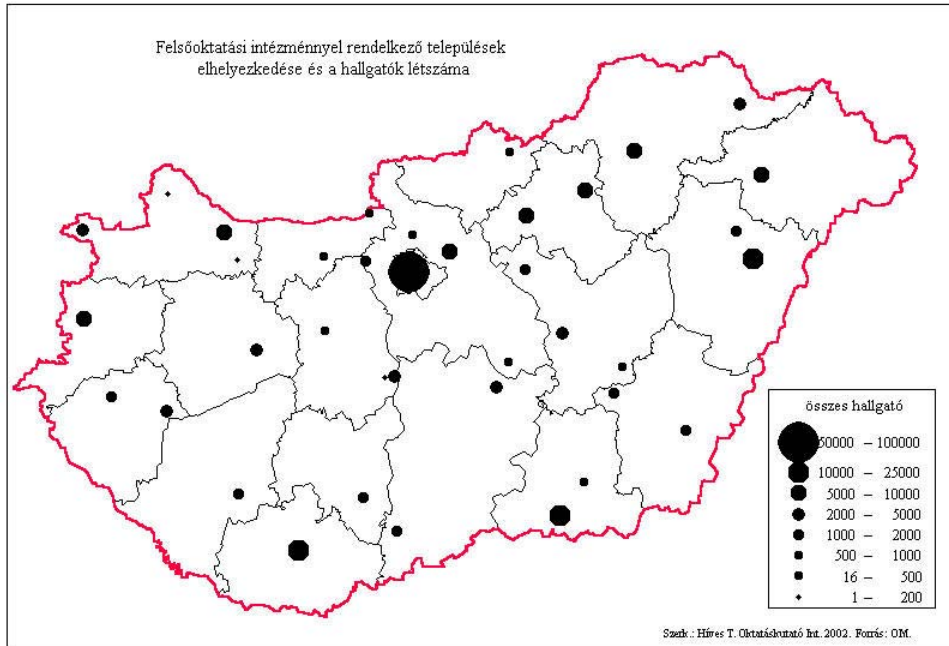 Felsőoktatási intézménnyel rendelkező települések
elhelyezkedése és a hallgatók létszáma
összes hallgató
50000 – 100000
10000 – 25000
5000 – 10000
2000 – 5000
1000 – 2000
500 – 1000
16 – 500
1 – 200
Szerk.: Híves T. Oktatáskutató Int. 2002. Forrás: OM.